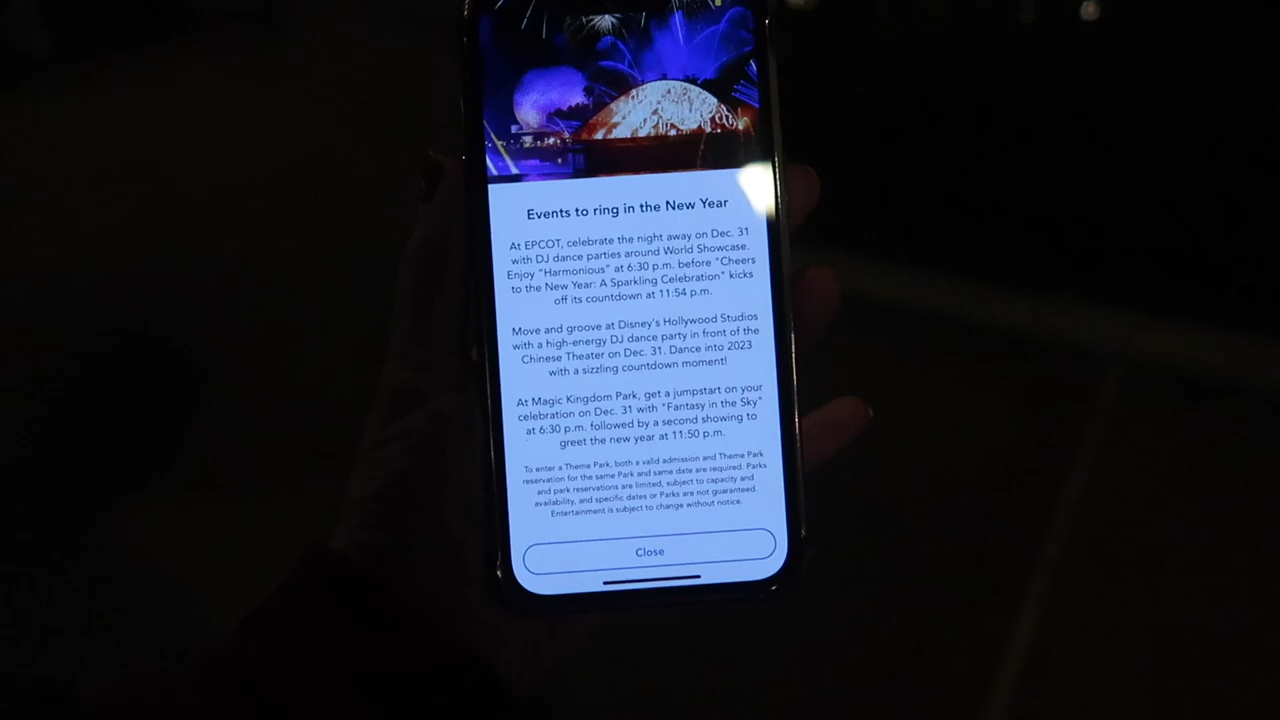 Events to ring in the New Year
At EPCOT, celebrate the night away on Dec. 31
with DJ dance parties around World Showcase.
Enjoy "Harmonious" at 6:30 p.m. before "Cheers
to the New Year: A Sparkling Celebration" kicks
off its countdown at 11:54 p.m.
Move and groove at Disney's Hollywood Studios
with a high-energy DJ dance party in front of the
Chinese Theater on Dec. 31. Dance into 2023
with a sizzling countdown moment!
At Magic Kingdom Park, get a jumpstart on your
celebration on Dec. 31 with "Fantasy in the Sky"
at 6:30 p.m. followed by a second showing to
greet the new year at 11:50 p.m.
To enter a Theme Park, both a valid admission and Theme Park
reservation for the same Park and same date are required. Parks
and park reservations are limited, subject to capacity and
availability, and specific dates or Parks are not guaranteed.
Entertainment is subject to change without notice.
Close